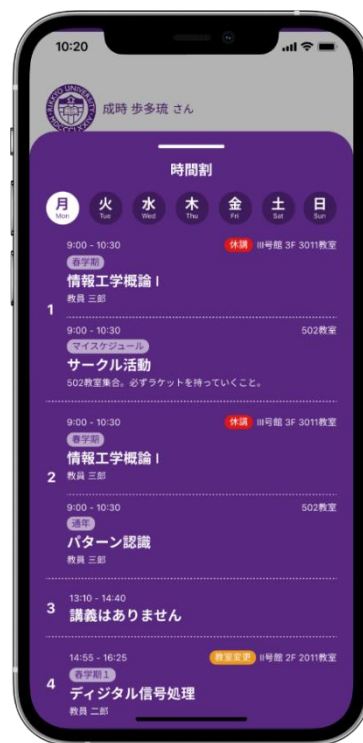 10:20
成時 歩多琉 さん
時間割
月 火 水 木 金 土 日
Mon Tue Wed Thu Fri Sat Sun
9:00 - 10:30 休講 III号館 3F 3011教室
春学期
1
情報工学概論 I
教員 三郎
9:00 - 10:30 502教室
マイスケジュール
サークル活動
502教室集合。必ずラケットを持っていくこと。
9:00 - 10:30 休講 III号館 3F 3011教室
春学期
情報工学概論 I
2 教員 三郎
9:00 - 10:30 502教室
通年
パターン認識
教員 三郎
13:10 - 14:40
3 講義はありません
14:55 - 16:25 教室変更 II号館 2F 2011教室
春学期1
4 ディジタル信号処理
教員 二郎